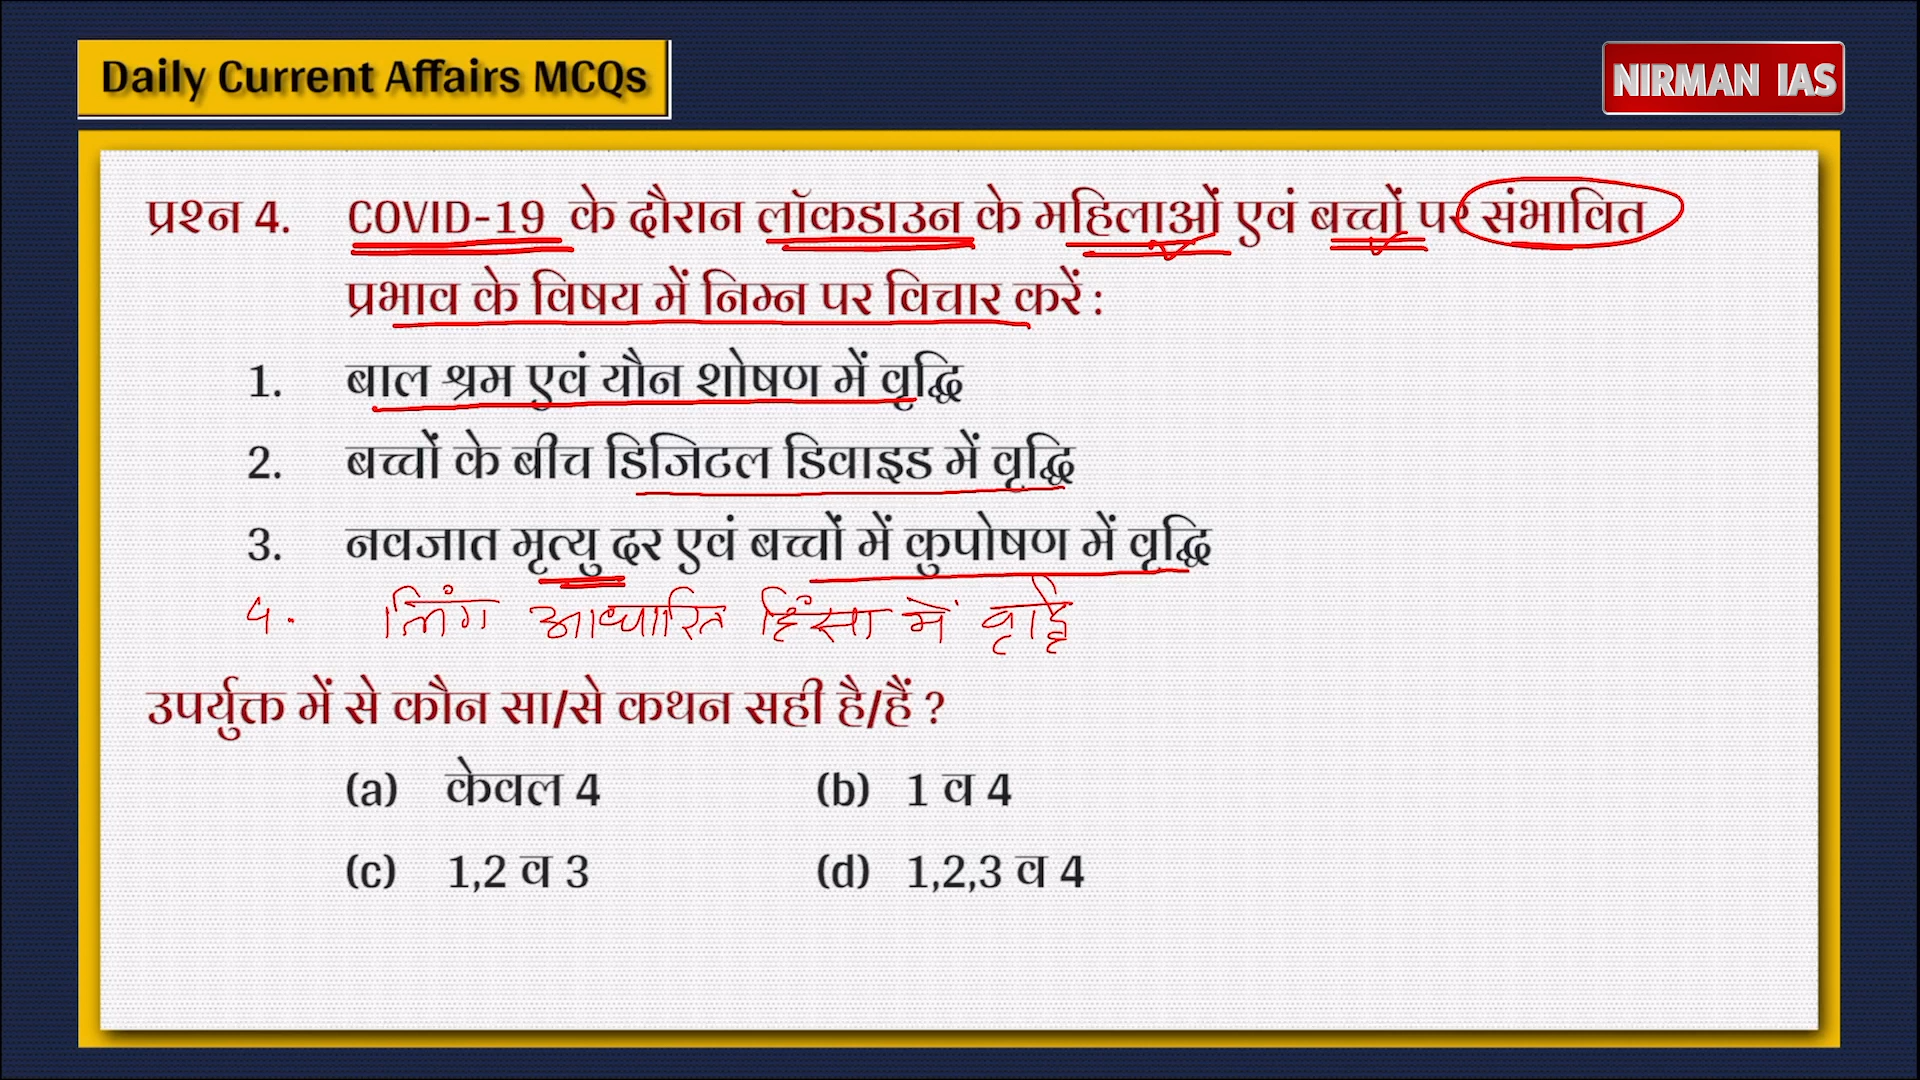 Daily Current Affairs MCQs
NIRMAN IAS
प्रश्न 4. COVID-19 के दौरान लॉकडाउन के महिलाओं एवं बच्चों पर संभावित
प्रभाव के विषय में निम्न पर विचार करें :
1. बाल श्रम एवं यौन शोषण में वृद्धि
2. बच्चों के बीच डिजिटल डिवाइड में वृद्धि
3. नवजात मृत्यु दर एवं बच्चों में कुपोषण में वृद्धि
4. लिंग आधारित हिंसा में वृद्धि
उपर्युक्त में से कौन सा/से कथन सही है/हैं ?
(a) केवल 4 (b) 1 व 4
(c) 1,2 व 3 (d) 1,2,3 व 4